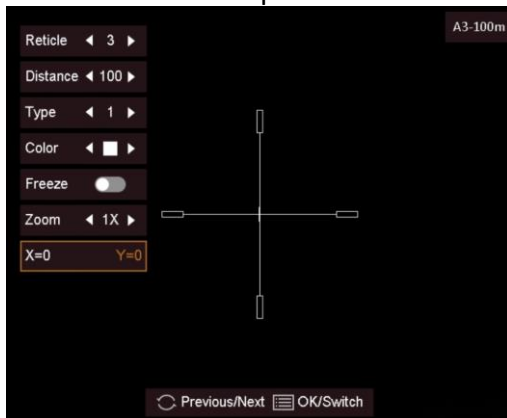 A3-100m
Reticle 3
Distance 100
Type 1
Color
Freeze
Zoom 1X
X=0 Y=0
Previous/Next OK/Switch